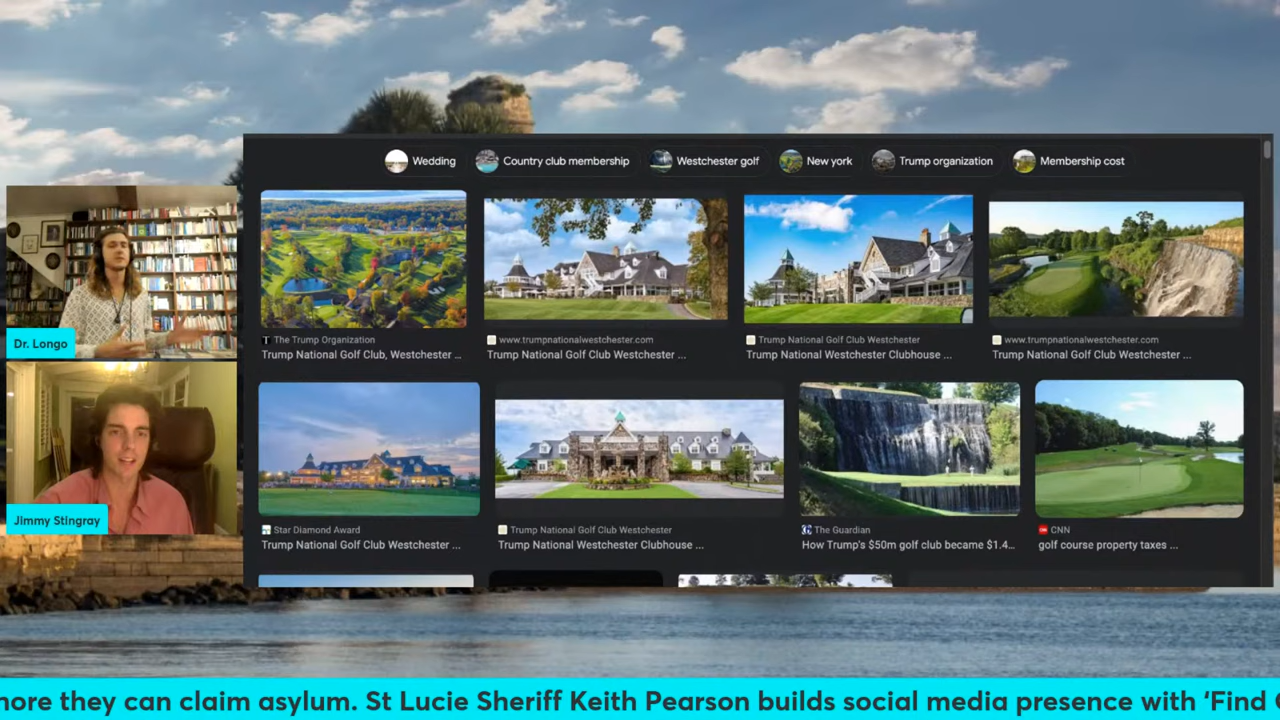 Wedding
Country club membership
Westchester golf
New york
Trump organization
Membership cost
The Trump Organization
Trump National Golf Club, Westchester ...
www.trumpnationalwestchester.com
Trump National Golf Club Westchester ...
Trump National Golf Club Westchester
Trump National Westchester Clubhouse ...
www.trumpnationalwestchester.com
Trump National Golf Club Westchester ...
Dr. Longo
Star Diamond Award
Trump National Golf Club Westchester ...
Trump National Golf Club Westchester
Trump National Westchester Clubhouse ...
The Guardian
How Trump's $50m golf club became $1.4...
CNN
golf course property taxes ...
Jimmy Stingray
more they can claim asylum. St Lucie Sheriff Keith Pearson builds social media presence with ‘Find